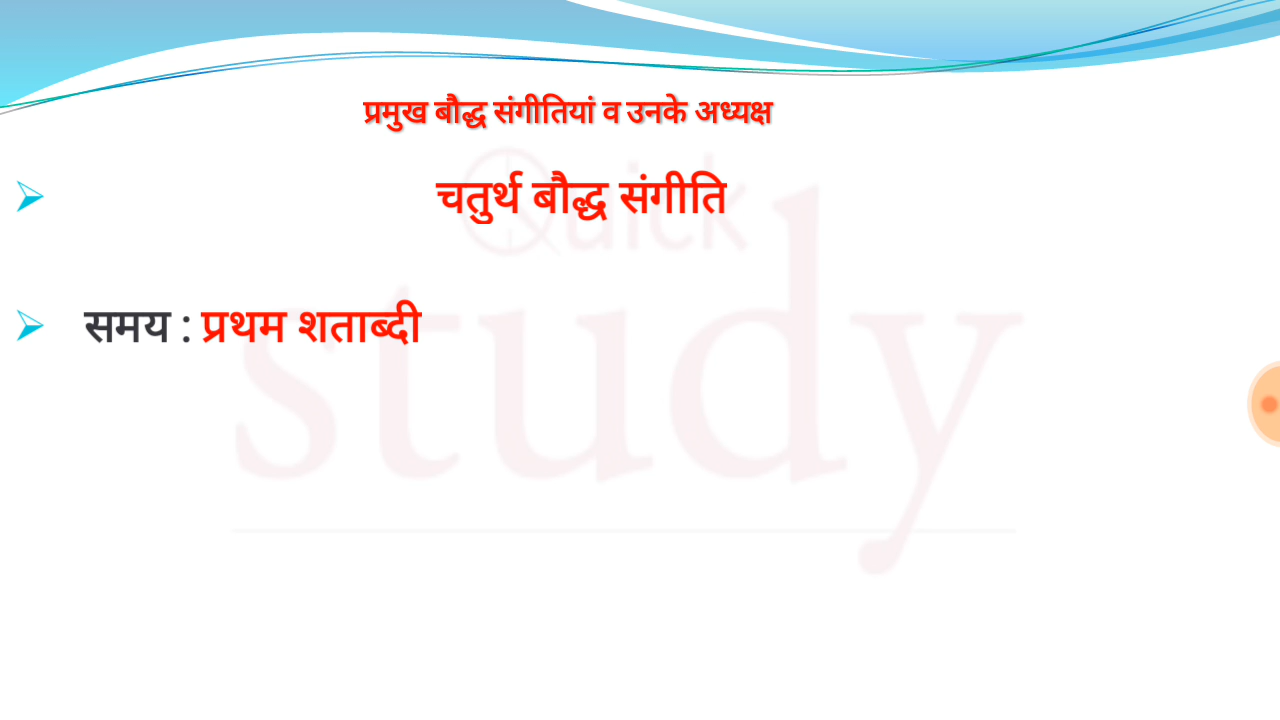 प्रमुख बौद्ध संगीतियां व उनके अध्यक्ष
चतुर्थ बौद्ध संगीति
Quick
study
समय : प्रथम शताब्दी